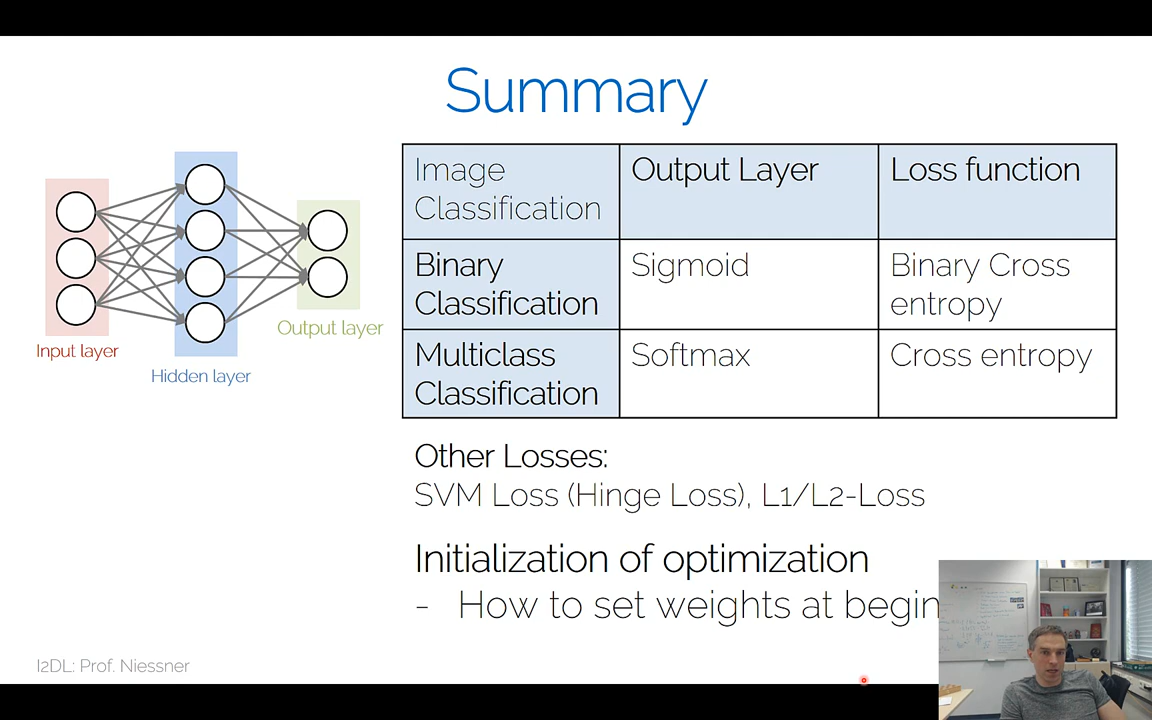 Summary
Input layer
Hidden layer
Output layer
Image
Classification
Output Layer
Loss function
Binary
Classification
Sigmoid
Binary Cross
entropy
Multiclass
Classification
Softmax
Cross entropy
Other Losses:
SVM Loss (Hinge Loss), L1/L2-Loss
Initialization of optimization
- How to set weights at begin
I2DL: Prof. Niessner